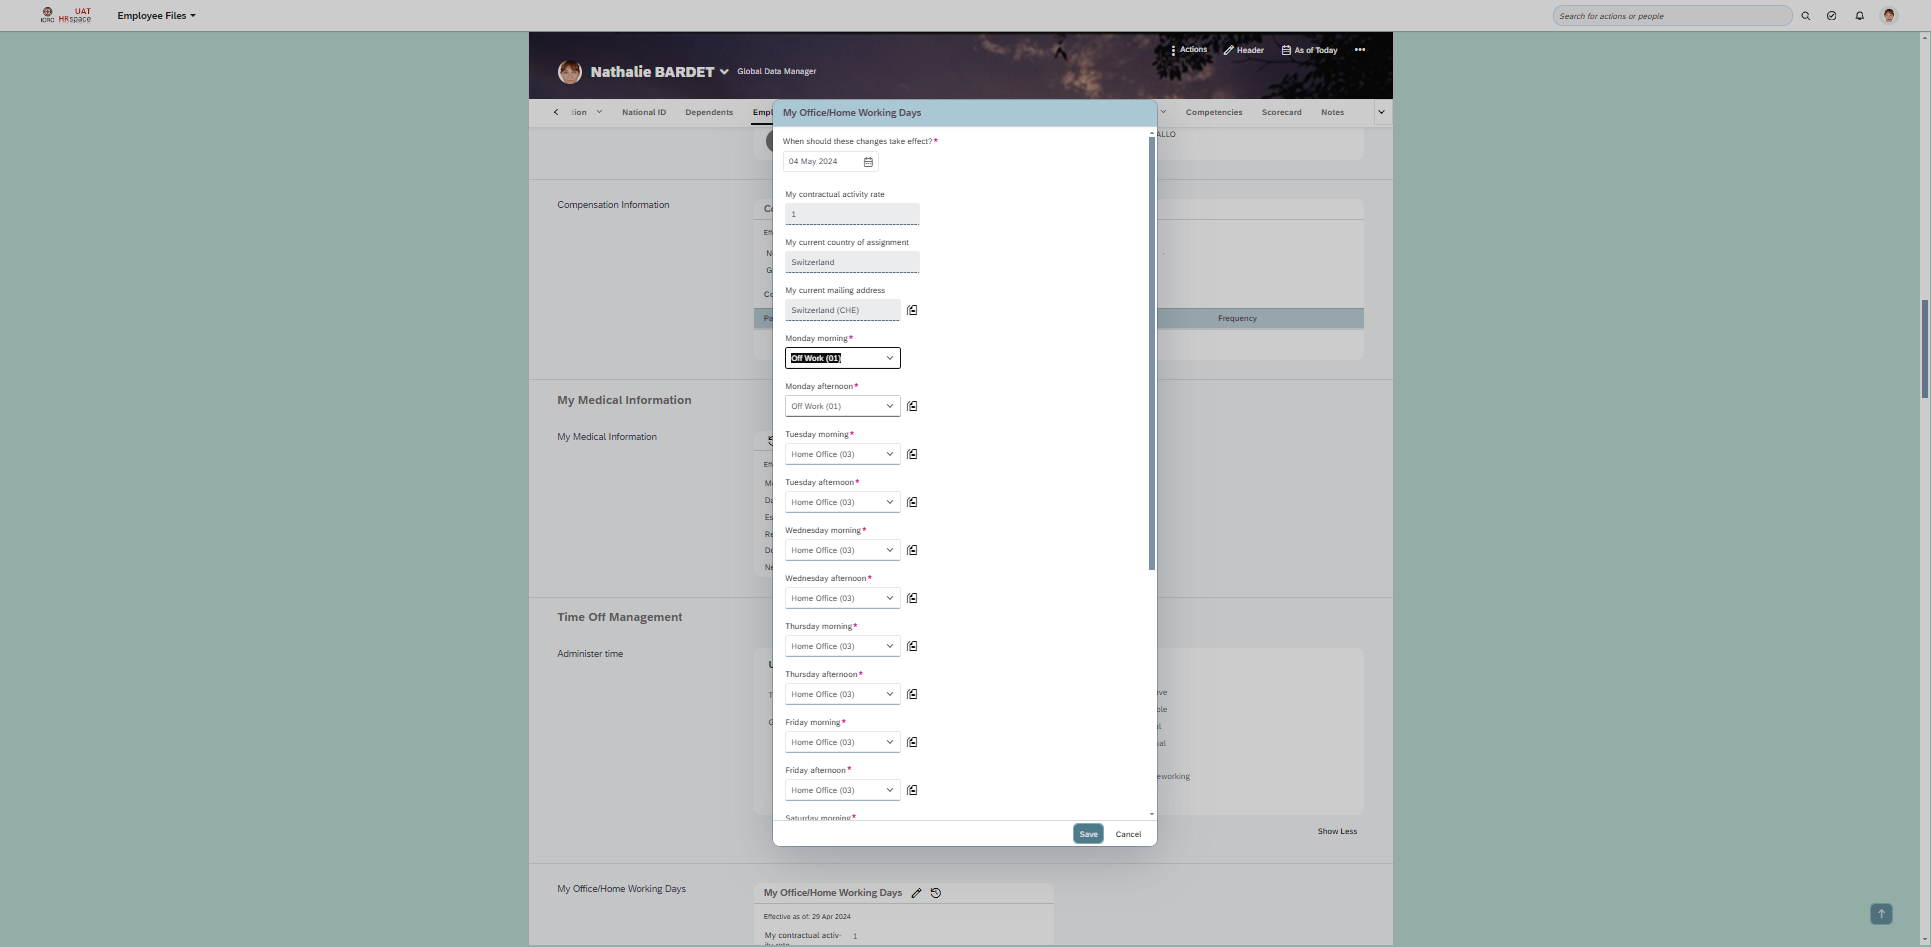 ICRC
UAT
HRspace
Employee Files
Search for actions or people
Nathalie BARDET
Global Data Manager
Actions
Header
As of Today
tion
National ID
Dependents
Empl
Competencies
Scorecard
Notes
ALLO
Compensation Information
Frequency
My Medical Information
My Medical Information
Time Off Management
Administer time
eworking
Show Less
My Office/Home Working Days
When should these changes take effect?*
04 May 2024
My contractual activity rate
1
My current country of assignment
Switzerland
My current mailing address
Switzerland (CHE)
Monday morning*
Off Work (01)
Monday afternoon*
Off Work (01)
Tuesday morning*
Home Office (03)
Tuesday afternoon*
Home Office (03)
Wednesday morning*
Home Office (03)
Wednesday afternoon*
Home Office (03)
Thursday morning*
Home Office (03)
Thursday afternoon*
Home Office (03)
Friday morning*
Home Office (03)
Friday afternoon*
Home Office (03)
Saturday morning*
Save
Cancel
My Office/Home Working Days
My Office/Home Working Days
Effective as of: 29 Apr 2024
My contractual activ-
1
ity rate